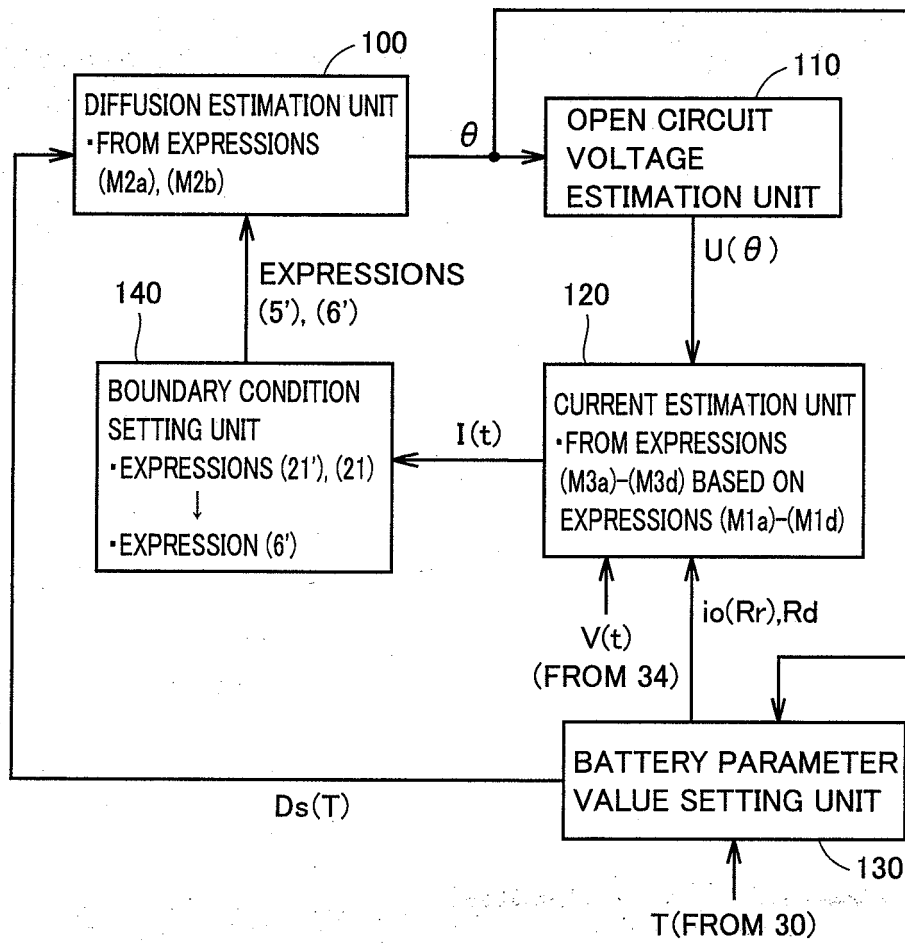 100
DIFFUSION ESTIMATION UNIT
・FROM EXPRESSIONS
(M2a), (M2b)
θ
110
OPEN CIRCUIT
VOLTAGE
ESTIMATION UNIT
U(θ)
EXPRESSIONS
(5'), (6')
140
BOUNDARY CONDITION
SETTING UNIT
・EXPRESSIONS (21'), (21)
↓
・EXPRESSION (6')
I(t)
120
CURRENT ESTIMATION UNIT
・FROM EXPRESSIONS
(M3a)-(M3d) BASED ON
EXPRESSIONS (M1a)-(M1d)
V(t)
(FROM 34)
io(Rr),Rd
BATTERY PARAMETER
VALUE SETTING UNIT
130
Ds(T)
T(FROM 30)